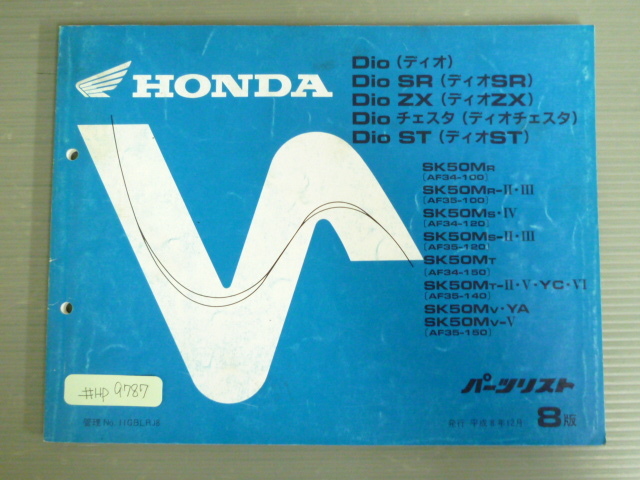 HONDA
Dio (ディオ)
Dio SR (ディオSR)
Dio ZX (ディオZX)
Dio チェスタ (ディオチェスタ)
Dio ST (ディオST)
SK50MR
[AF34-100]
SK50MR-II・III
[AF35-100]
SK50MS・IV
[AF34-120]
SK50MS-II・III
[AF35-120]
SK50MT
[AF34-150]
SK50MT-II・V・YC・VI
[AF35-140]
SK50MV・YA
SK50MV-V
[AF35-150]
パーツリスト
#HP 9787
発行 平成
8版